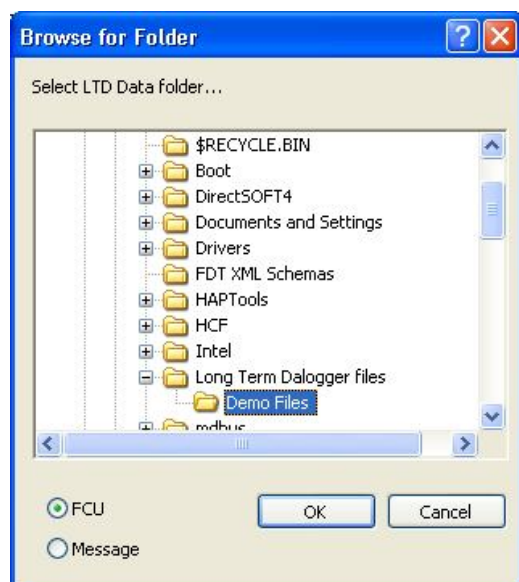 Browse for Folder
Select LTD Data folder...
$RECYCLE.BIN
Boot
DirectSOFT4
Documents and Settings
Drivers
FDT XML Schemas
HAPTools
HCF
Intel
Long Term Dalogger files
Demo Files
mdbus
FCU
OK
Cancel
Message